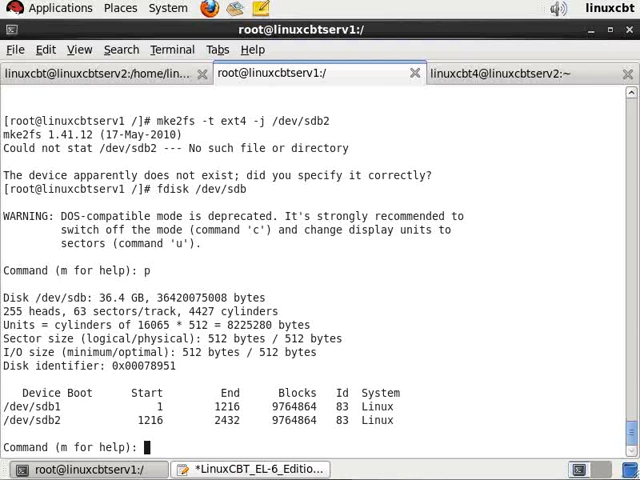 Applications Places System linuxcbt
root@linuxcbtserv1:/
File Edit View Search Terminal Tabs Help
linuxcbt@linuxcbtserv2:/home/lin... root@linuxcbtserv1:/ linuxcbt4@linuxcbtserv2:~
[root@linuxcbtserv1 /]# mke2fs -t ext4 -j /dev/sdb2
mke2fs 1.41.12 (17-May-2010)
Could not stat /dev/sdb2 --- No such file or directory
The device apparently does not exist; did you specify it correctly?
[root@linuxcbtserv1 /]# fdisk /dev/sdb
WARNING: DOS-compatible mode is deprecated. It's strongly recommended to
switch off the mode (command 'c') and change display units to
sectors (command 'u').
Command (m for help): p
Disk /dev/sdb: 36.4 GB, 36420075008 bytes
255 heads, 63 sectors/track, 4427 cylinders
Units = cylinders of 16065 * 512 = 8225280 bytes
Sector size (logical/physical): 512 bytes / 512 bytes
I/O size (minimum/optimal): 512 bytes / 512 bytes
Disk identifier: 0x00078951
Device Boot Start End Blocks Id System
/dev/sdb1 1 1216 9764864 83 Linux
/dev/sdb2 1216 2432 9764864 83 Linux
Command (m for help):
root@linuxcbtserv1:/ *LinuxCBT_EL-6_Editio...